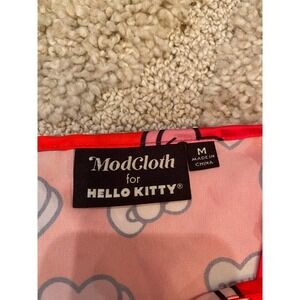 ModCloth
for
HELLO KITTY®
M
MADE IN
CHINA